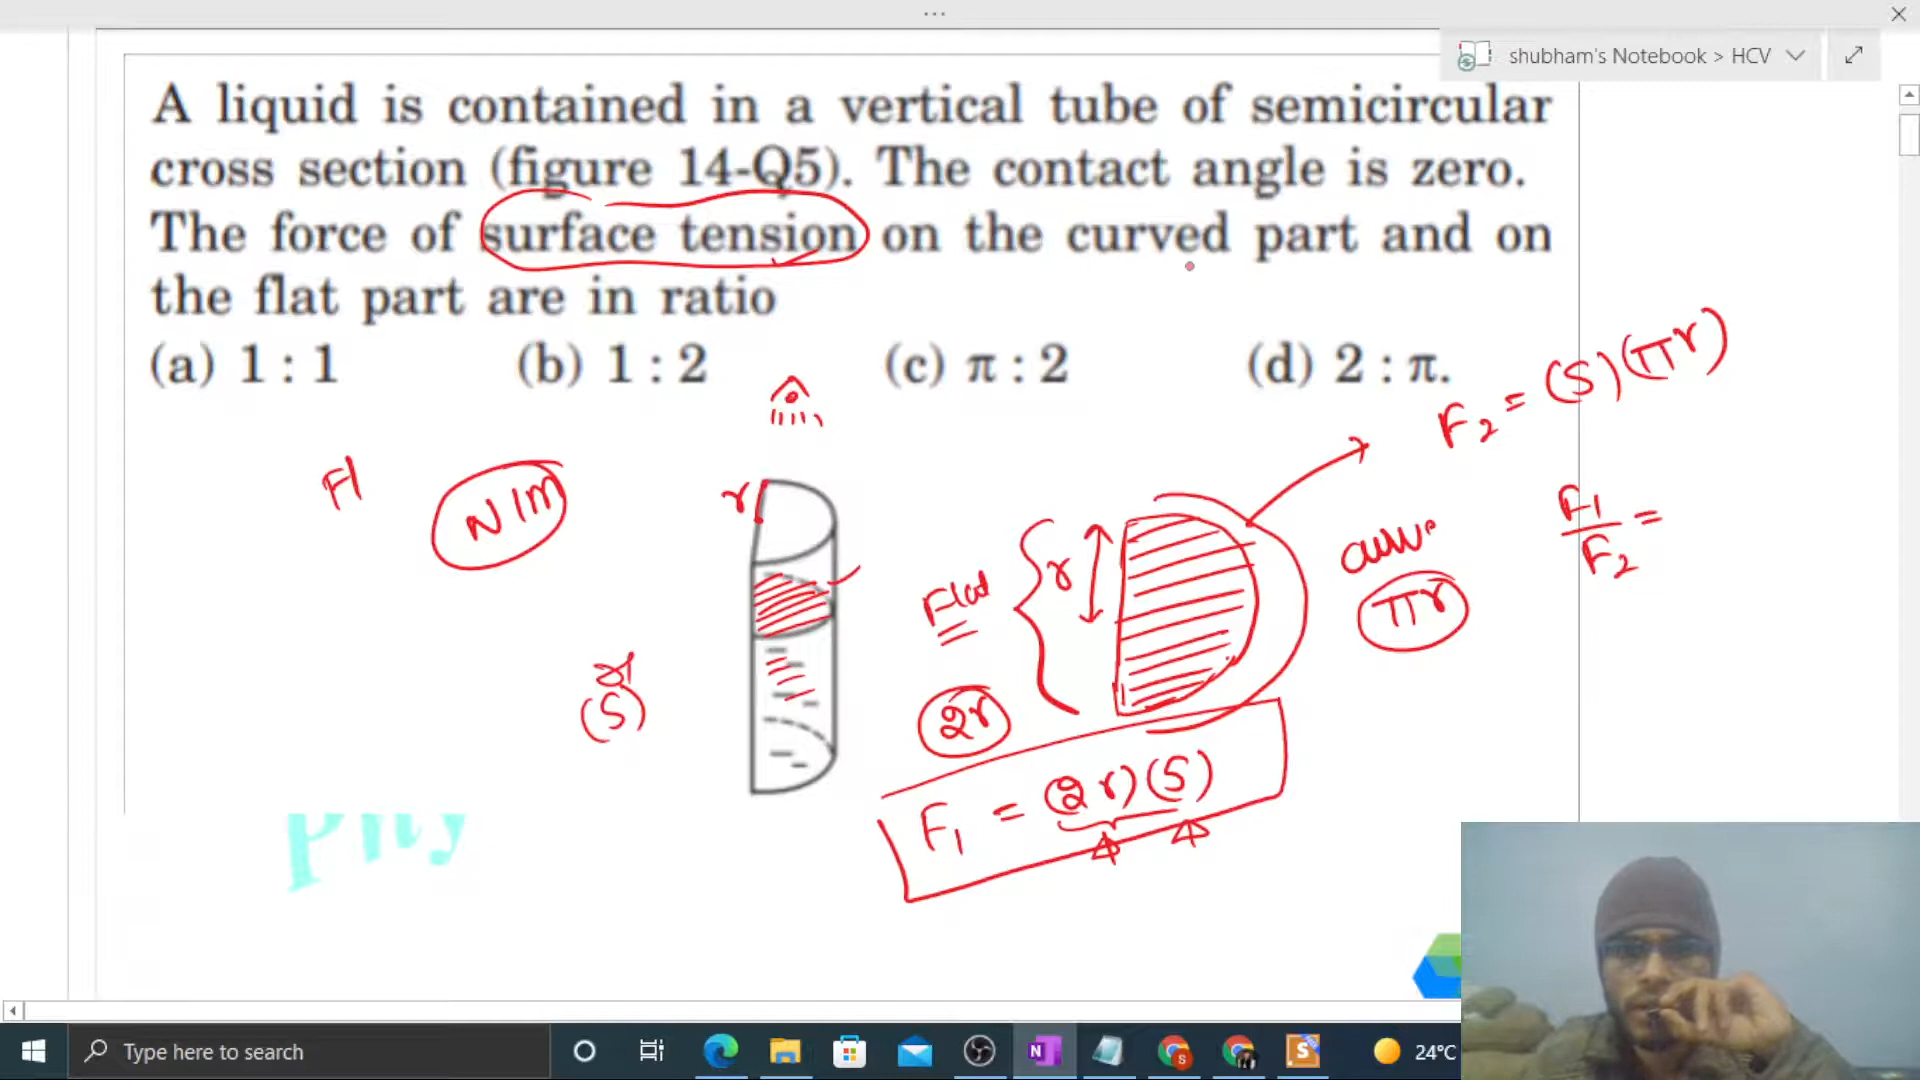 shubham's Notebook > HCV
A liquid is contained in a vertical tube of semicircular
cross section (figure 14-Q5). The contact angle is zero.
The force of surface tension on the curved part and on
the flat part are in ratio
(a) 1 : 1 (b) 1 : 2 (c) π : 2 (d) 2 : π.
F₂ = (S)(πr)
F1
N/m
r
F₁/F₂ =
Flat
r
πr
(S)
2r
F₁ = (2r)(S)
Type here to search
24°C